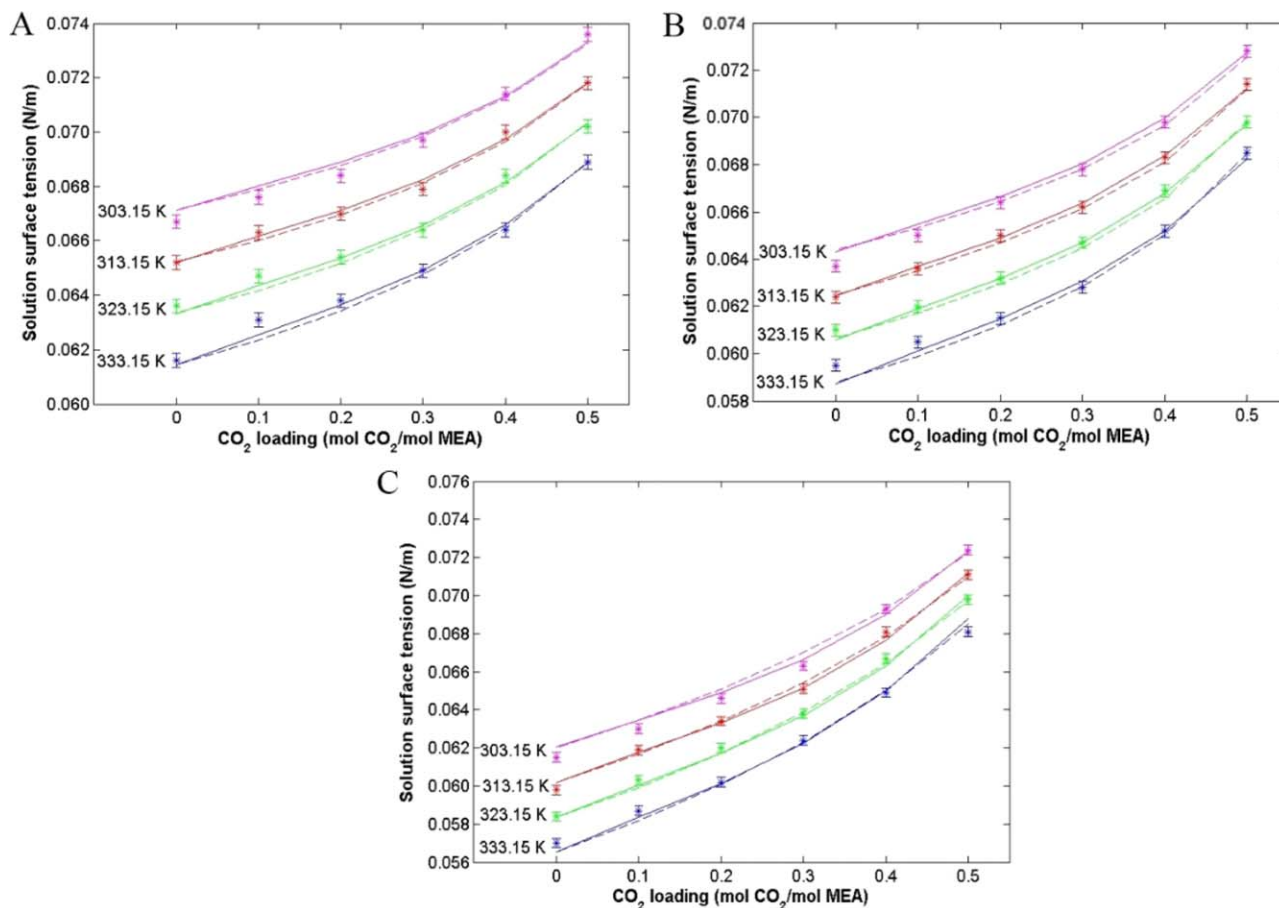 A
Solution surface tension (N/m)
0.074
0.072
0.070
0.068
0.066
0.064
0.062
0.060
303.15 K
313.15 K
323.15 K
333.15 K
0 0.1 0.2 0.3 0.4 0.5
CO₂ loading (mol CO₂/mol MEA)
B
Solution surface tension (N/m)
0.074
0.072
0.070
0.068
0.066
0.064
0.062
0.060
0.058
303.15 K
313.15 K
323.15 K
333.15 K
0 0.1 0.2 0.3 0.4 0.5
CO₂ loading (mol CO₂/mol MEA)
C
Solution surface tension (N/m)
0.076
0.074
0.072
0.070
0.068
0.066
0.064
0.062
0.060
0.058
0.056
303.15 K
313.15 K
323.15 K
333.15 K
0 0.1 0.2 0.3 0.4 0.5
CO₂ loading (mol CO₂/mol MEA)